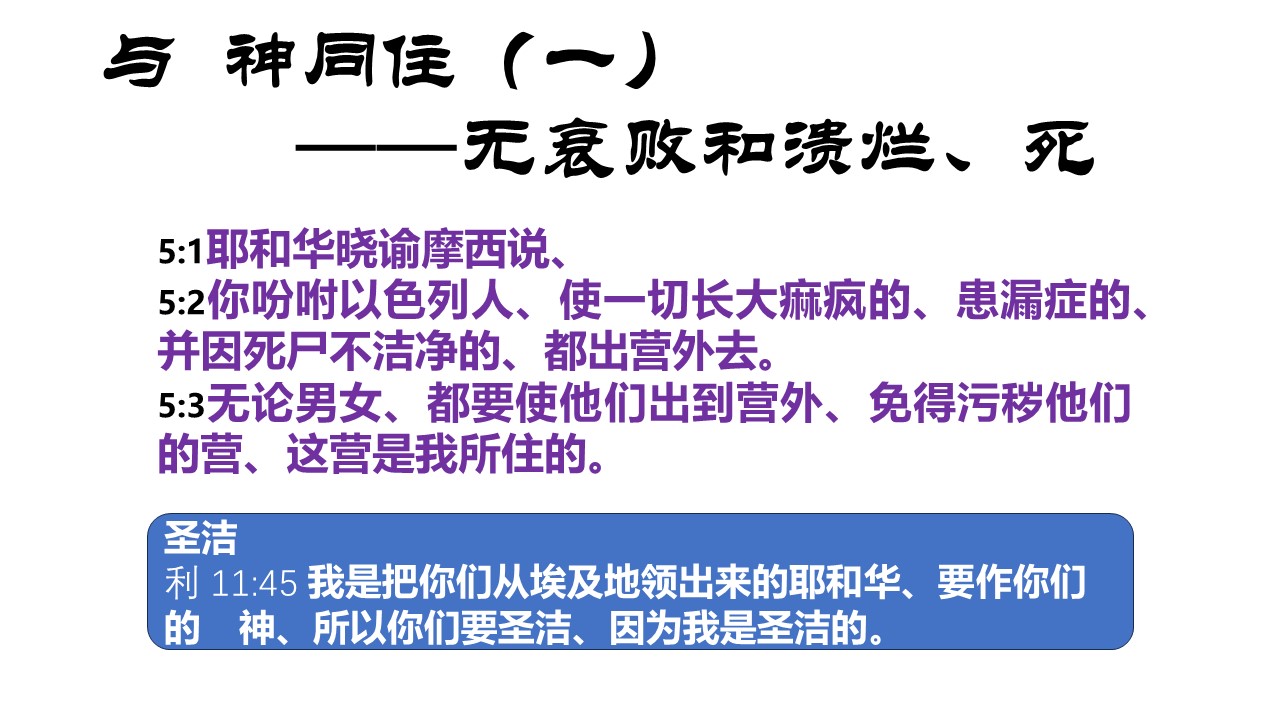 与 神同住（一）
——无衰败和溃烂、死
5:1耶和华晓谕摩西说、
5:2你吩咐以色列人、使一切长大痲疯的、患漏症的、
并因死尸不洁净的、都出营外去。
5:3无论男女、都要使他们出到营外、免得污秽他们
的营、这营是我所住的。
圣洁
利 11:45 我是把你们从埃及地领出来的耶和华、要作你们
的　神、所以你们要圣洁、因为我是圣洁的。